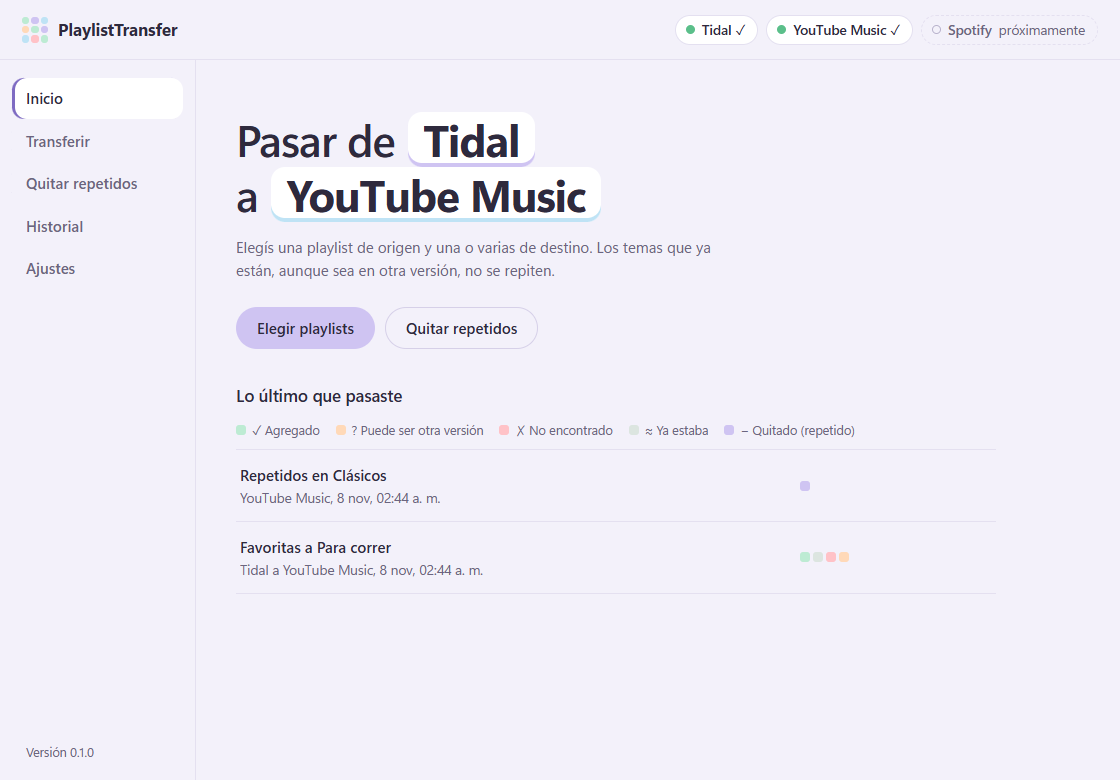 PlaylistTransfer
Tidal ✓
YouTube Music ✓
Spotify próximamente
Inicio
Transferir
Quitar repetidos
Historial
Ajustes
Versión 0.1.0
Pasar de Tidal
a YouTube Music
Elegís una playlist de origen y una o varias de destino. Los temas que ya
están, aunque sea en otra versión, no se repiten.
Elegir playlists
Quitar repetidos
Lo último que pasaste
✓ Agregado
? Puede ser otra versión
✗ No encontrado
≈ Ya estaba
− Quitado (repetido)
Repetidos en Clásicos
YouTube Music, 8 nov, 02:44 a. m.
Favoritas a Para correr
Tidal a YouTube Music, 8 nov, 02:44 a. m.